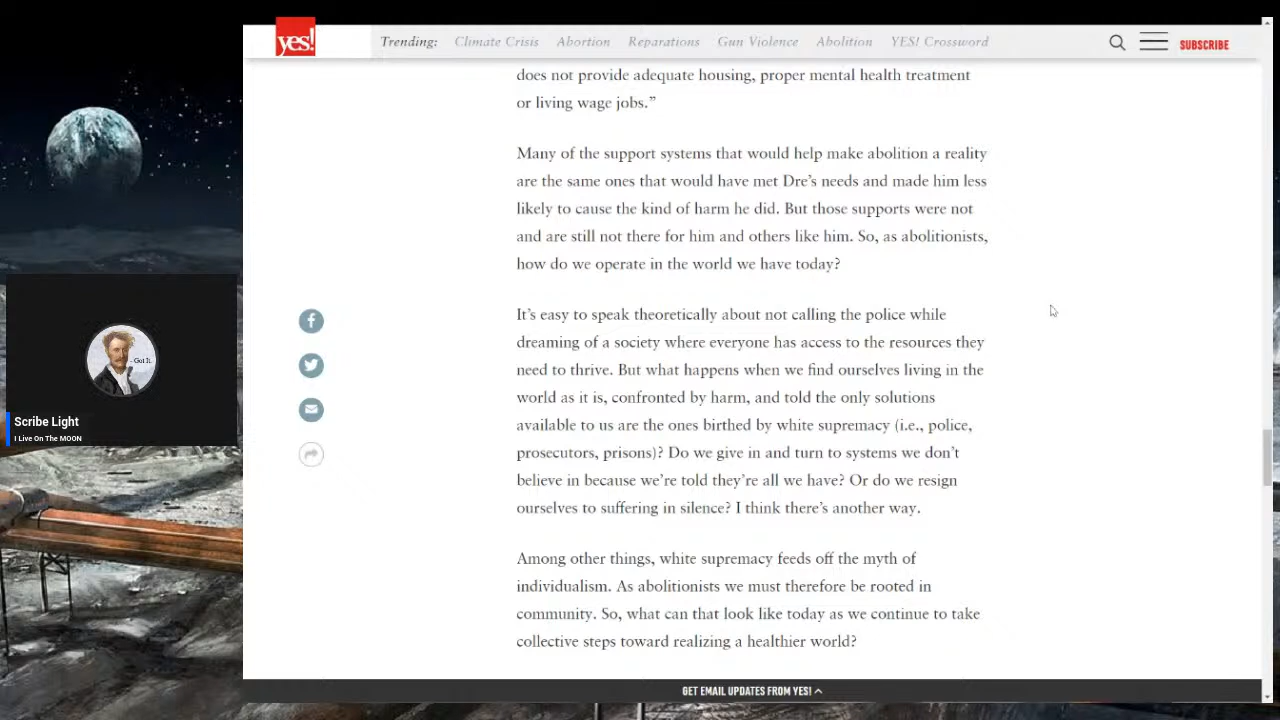 yes!
Trending: Climate Crisis Abortion Reparations Gun Violence Abolition YES! Crossword
SUBSCRIBE
does not provide adequate housing, proper mental health treatment
or living wage jobs.”
Many of the support systems that would help make abolition a reality
are the same ones that would have met Dre’s needs and made him less
likely to cause the kind of harm he did. But those supports were not
and are still not there for him and others like him. So, as abolitionists,
how do we operate in the world we have today?
It’s easy to speak theoretically about not calling the police while
dreaming of a society where everyone has access to the resources they
need to thrive. But what happens when we find ourselves living in the
world as it is, confronted by harm, and told the only solutions
available to us are the ones birthed by white supremacy (i.e., police,
prosecutors, prisons)? Do we give in and turn to systems we don’t
believe in because we’re told they’re all we have? Or do we resign
ourselves to suffering in silence? I think there’s another way.
Among other things, white supremacy feeds off the myth of
individualism. As abolitionists we must therefore be rooted in
community. So, what can that look like today as we continue to take
collective steps toward realizing a healthier world?
GET EMAIL UPDATES FROM YES!
- Got It.
Scribe Light
I Live On The MOON